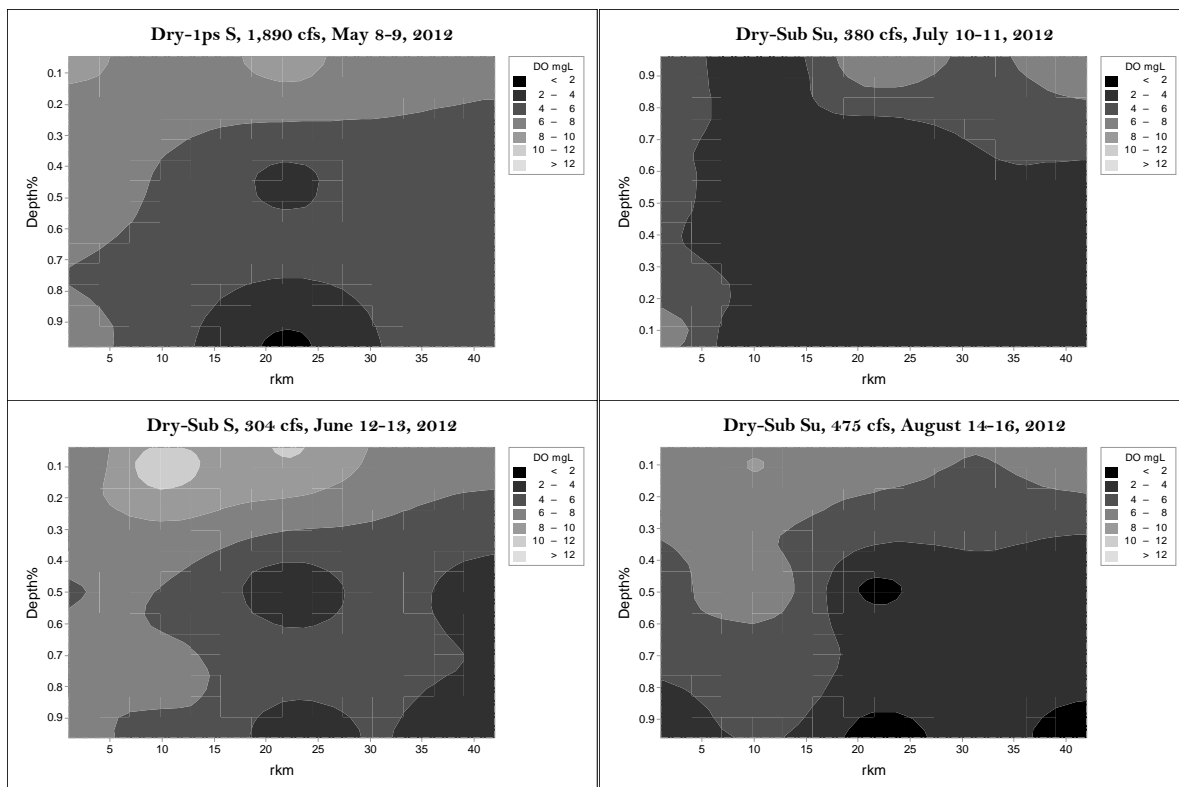 Dry-1ps S, 1,890 cfs, May 8-9, 2012
DO mgL
< 2
2 – 4
4 – 6
6 – 8
8 – 10
10 – 12
> 12
Depth%
0.1
0.2
0.3
0.4
0.5
0.6
0.7
0.8
0.9
5 10 15 20 25 30 35 40
rkm
Dry-Sub Su, 380 cfs, July 10-11, 2012
DO mgL
< 2
2 – 4
4 – 6
6 – 8
8 – 10
10 – 12
> 12
Depth%
0.9
0.8
0.7
0.6
0.5
0.4
0.3
0.2
0.1
5 10 15 20 25 30 35 40
rkm
Dry-Sub S, 304 cfs, June 12-13, 2012
DO mgL
< 2
2 – 4
4 – 6
6 – 8
8 – 10
10 – 12
> 12
Depth%
0.1
0.2
0.3
0.4
0.5
0.6
0.7
0.8
0.9
5 10 15 20 25 30 35 40
rkm
Dry-Sub Su, 475 cfs, August 14-16, 2012
DO mgL
< 2
2 – 4
4 – 6
6 – 8
8 – 10
10 – 12
> 12
Depth%
0.1
0.2
0.3
0.4
0.5
0.6
0.7
0.8
0.9
5 10 15 20 25 30 35 40
rkm